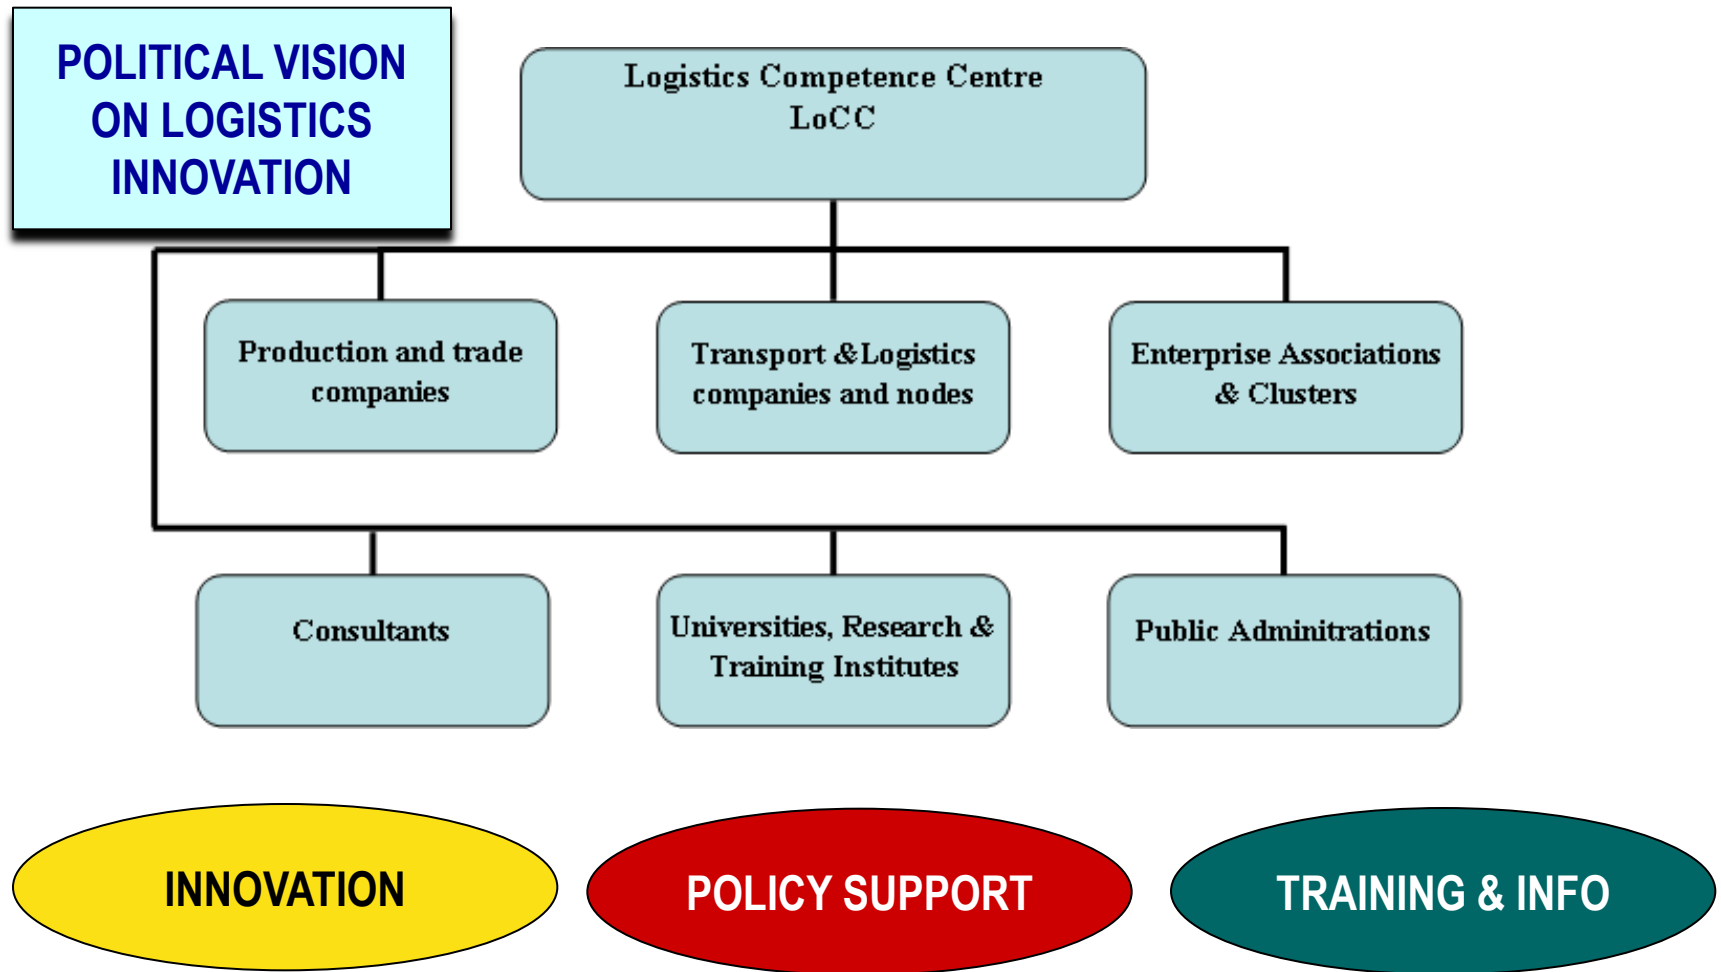 POLITICAL VISION
ON LOGISTICS
INNOVATION
Logistics Competence Centre
LoCC
Production and trade
companies
Transport &Logistics
companies and nodes
Enterprise Associations
& Clusters
Consultants
Universities, Research &
Training Institutes
Public Adminitrations
INNOVATION
POLICY SUPPORT
TRAINING & INFO